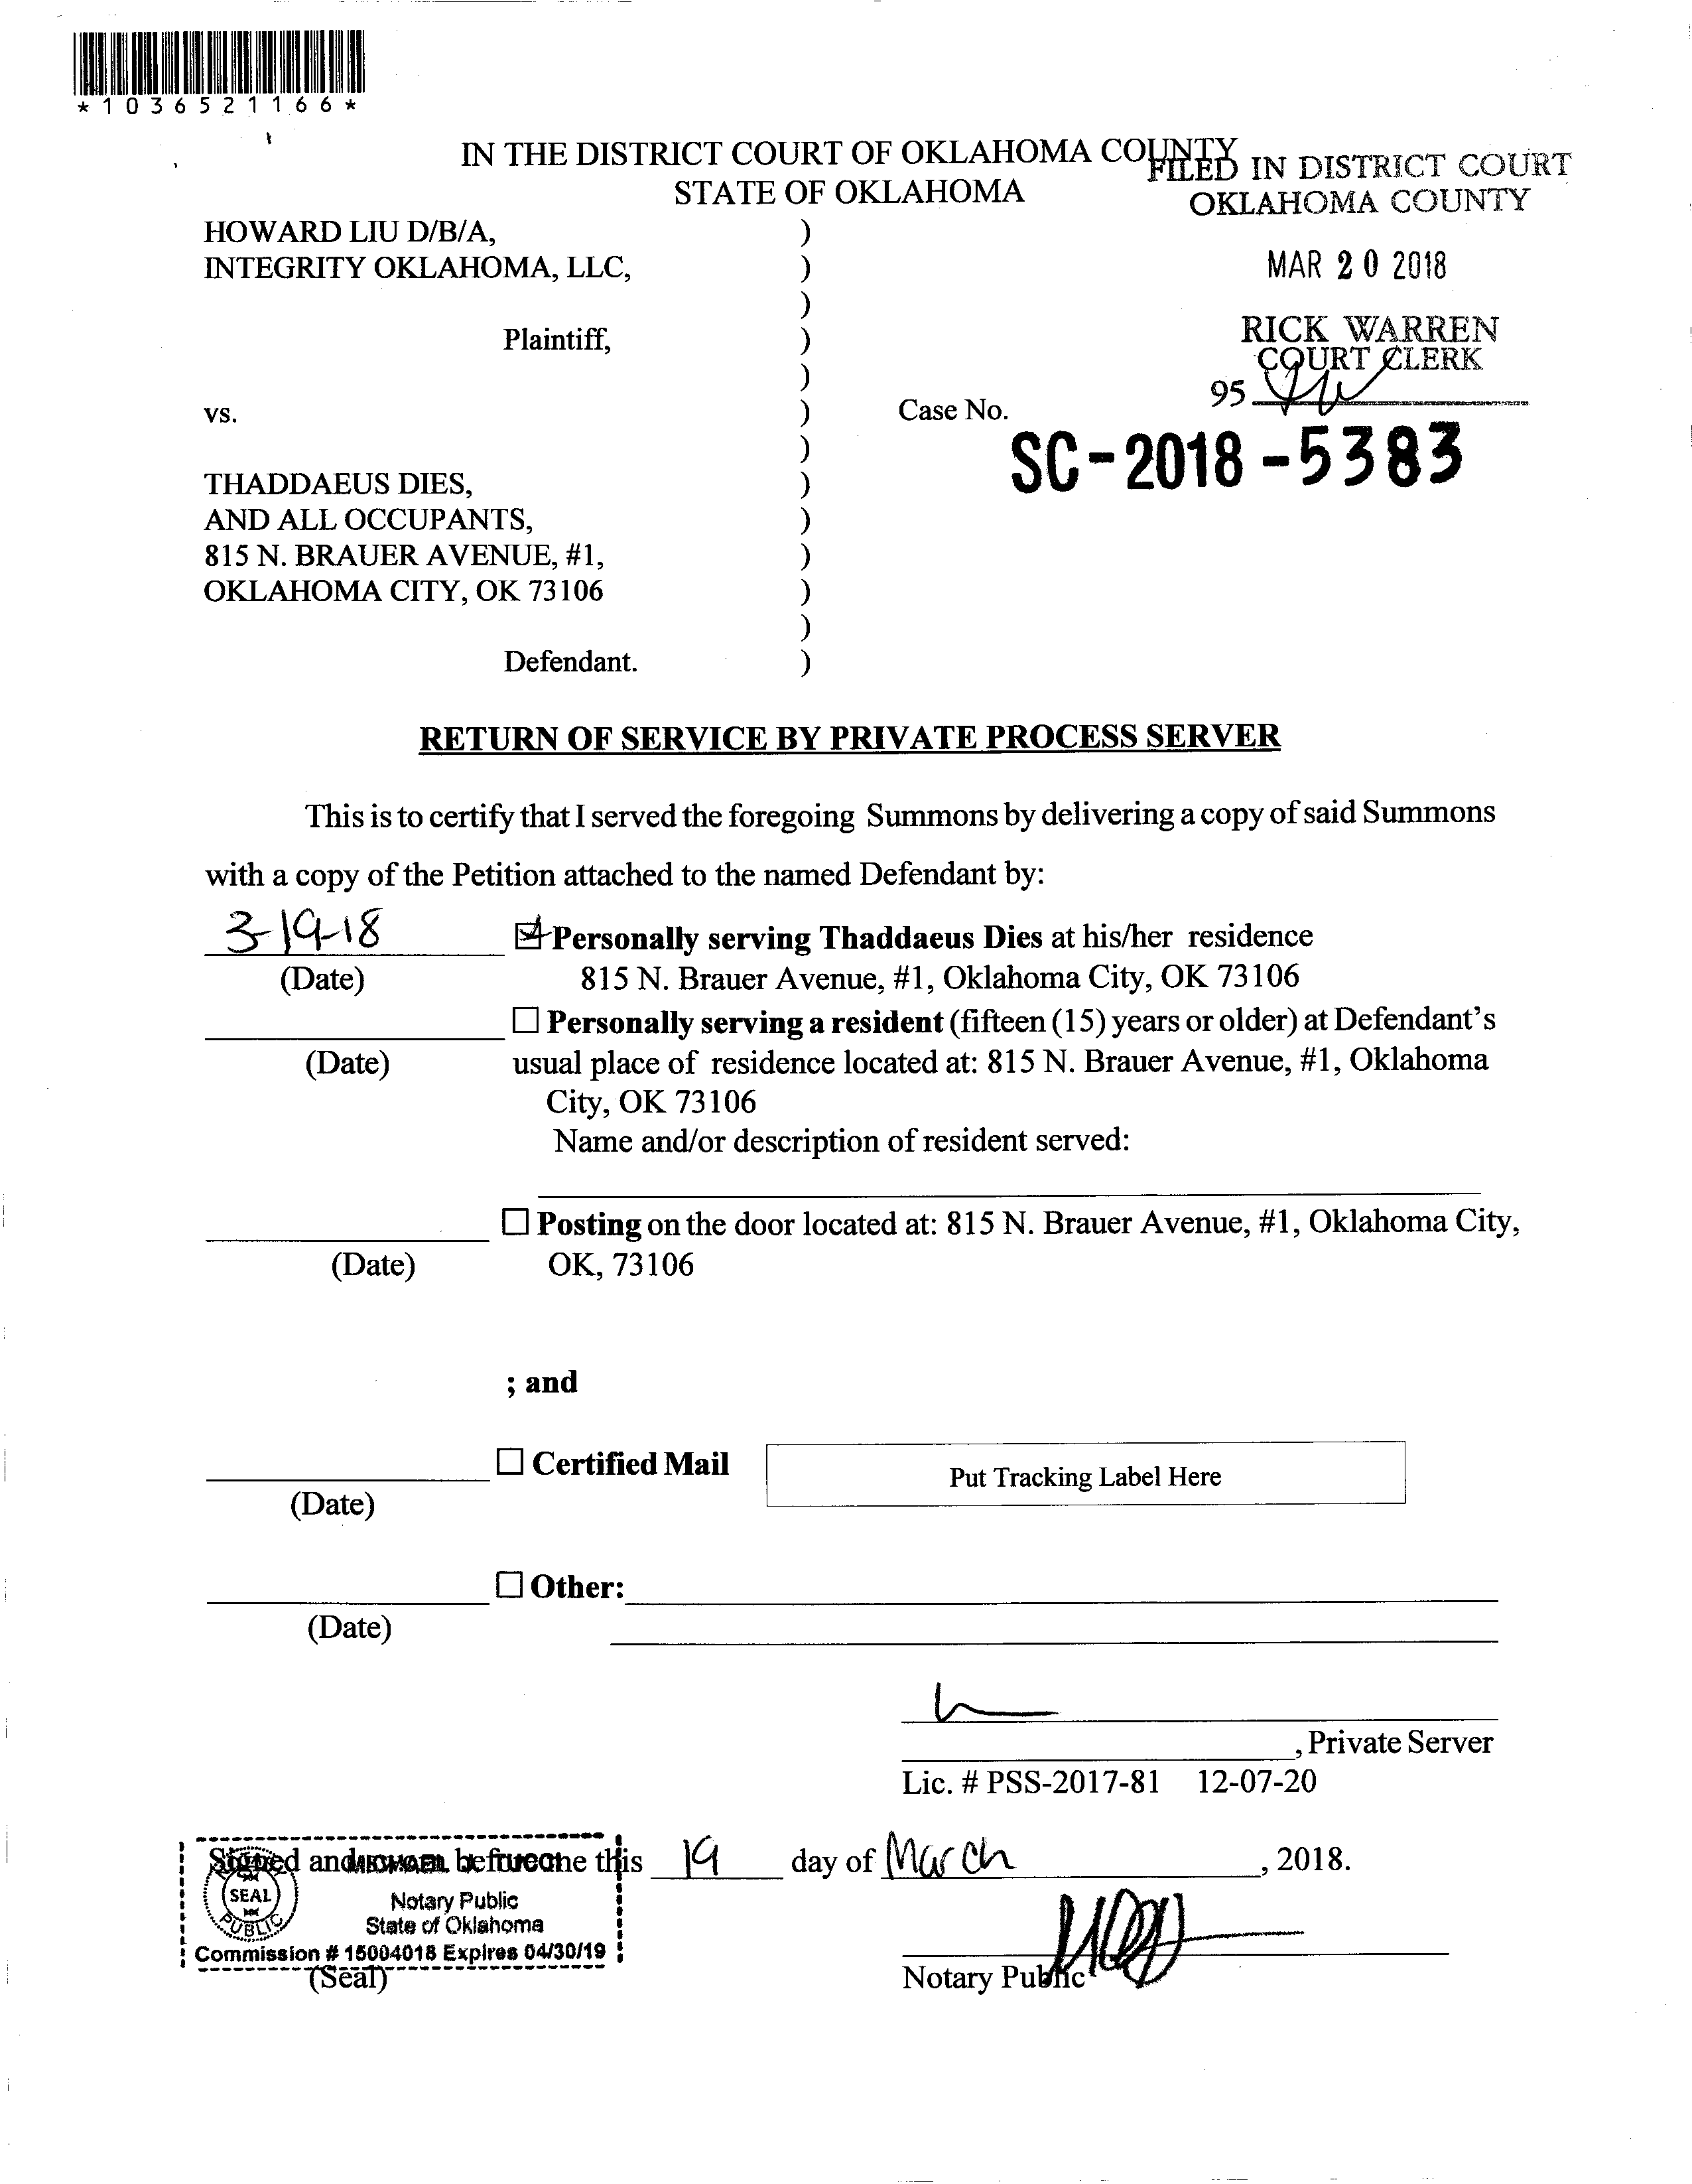 *1036521166*
IN THE DISTRICT COURT OF OKLAHOMA COUNTY
STATE OF OKLAHOMA
FILED IN DISTRICT COURT
OKLAHOMA COUNTY
MAR 20 2018
RICK WARREN
COURT CLERK
95
HOWARD LIU D/B/A, )
INTEGRITY OKLAHOMA, LLC, )
)
Plaintiff, )
)
vs. ) Case No.
SC-2018-5383
)
THADDAEUS DIES, )
AND ALL OCCUPANTS, )
815 N. BRAUER AVENUE, #1, )
OKLAHOMA CITY, OK 73106 )
)
Defendant. )
RETURN OF SERVICE BY PRIVATE PROCESS SERVER
This is to certify that I served the foregoing Summons by delivering a copy of said Summons
with a copy of the Petition attached to the named Defendant by:
3-19-18 ☑ Personally serving Thaddaeus Dies at his/her residence
(Date) 815 N. Brauer Avenue, #1, Oklahoma City, OK 73106
☐ Personally serving a resident (fifteen (15) years or older) at Defendant's
(Date) usual place of residence located at: 815 N. Brauer Avenue, #1, Oklahoma
City, OK 73106
Name and/or description of resident served:
☐ Posting on the door located at: 815 N. Brauer Avenue, #1, Oklahoma City,
(Date) OK, 73106
; and
☐ Certified Mail Put Tracking Label Here
(Date)
☐ Other:
(Date)
, Private Server
Lic. # PSS-2017-81 12-07-20
Signed and before me this 19 day of March, 2018.
SEAL
PUBLIC
Notary Public
State of Oklahoma
Commission # 15004018 Expires 04/30/19
(Seal)
Notary Public